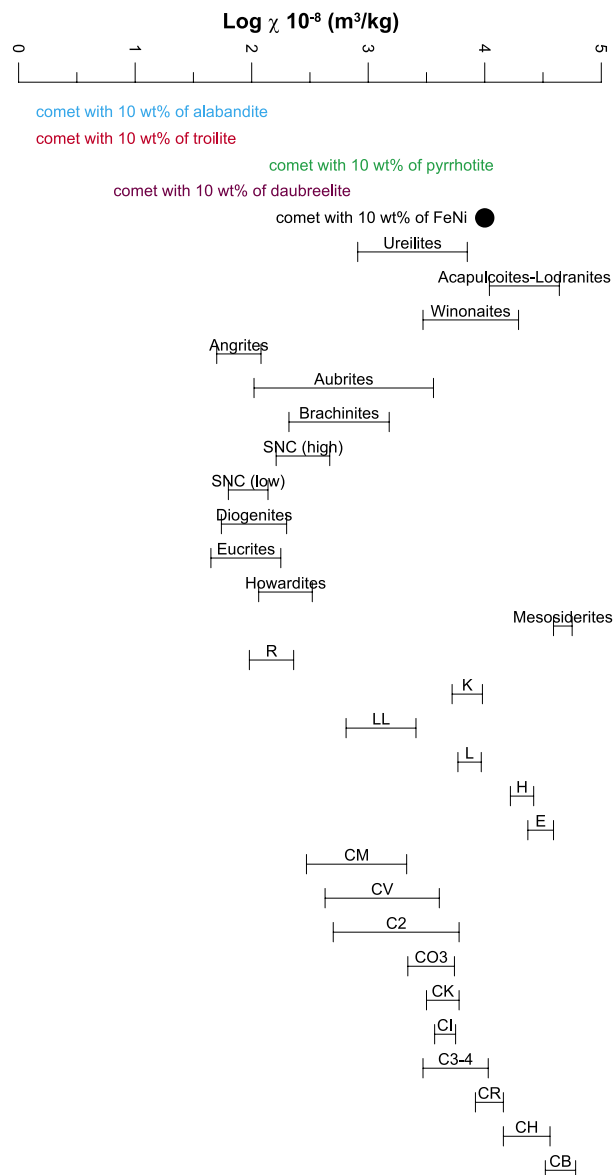 Log χ 10⁻⁸ (m³/kg)
0 1 2 3 4 5
comet with 10 wt% of alabandite
comet with 10 wt% of troilite
comet with 10 wt% of pyrrhotite
comet with 10 wt% of daubreelite
comet with 10 wt% of FeNi
Ureilites
Acapulcoites-Lodranites
Winonaites
Angrites
Aubrites
Brachinites
SNC (high)
SNC (low)
Diogenites
Eucrites
Howardites
Mesosiderites
R
K
LL
L
H
E
CM
CV
C2
CO3
CK
CI
C3-4
CR
CH
CB